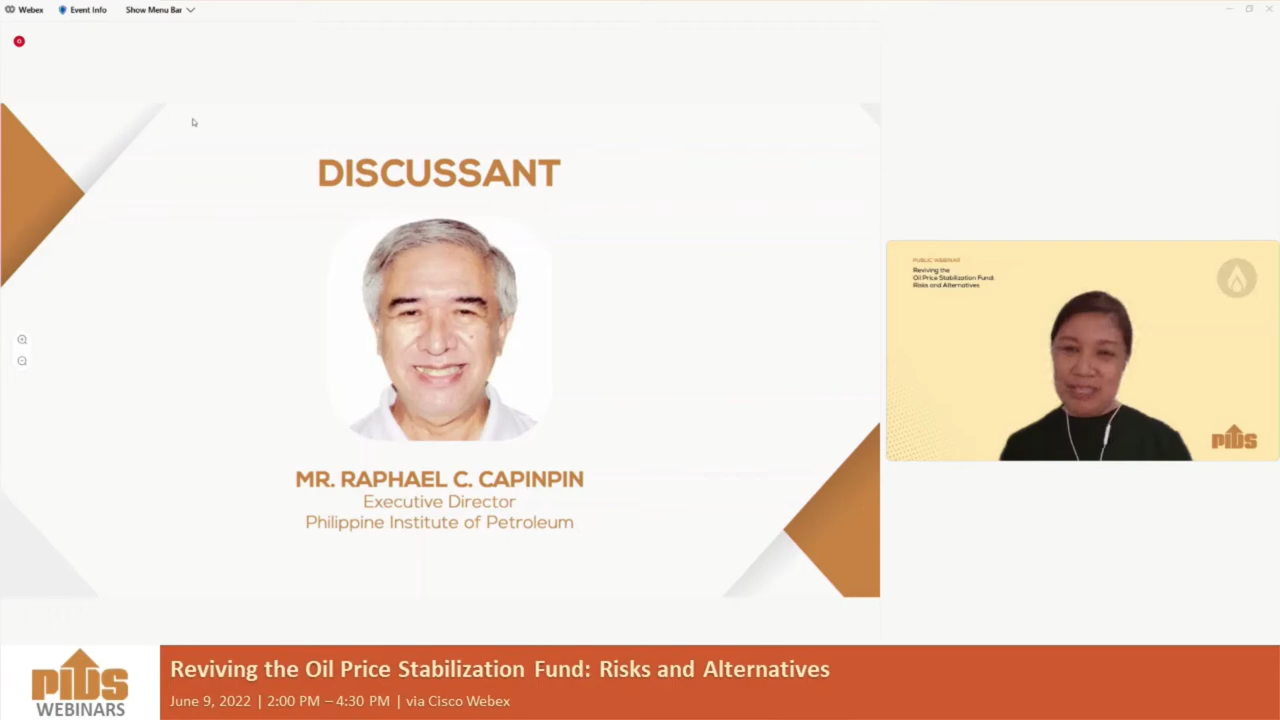 Webex
Event Info
Show Menu Bar
DISCUSSANT
MR. RAPHAEL C. CAPINPIN
Executive Director
Philippine Institute of Petroleum
PUBLIC WEBINAR
Reviving the
Oil Price Stabilization Fund:
Risks and Alternatives
PIDS
PIDS
WEBINARS
Reviving the Oil Price Stabilization Fund: Risks and Alternatives
June 9, 2022 | 2:00 PM – 4:30 PM | via Cisco Webex